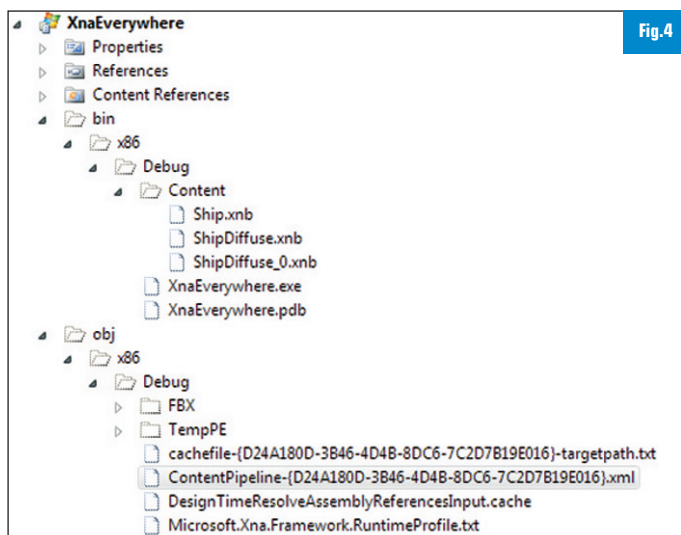 XnaEverywhere
Fig.4
Properties
References
Content References
bin
x86
Debug
Content
Ship.xnb
ShipDiffuse.xnb
ShipDiffuse_0.xnb
XnaEverywhere.exe
XnaEverywhere.pdb
obj
x86
Debug
FBX
TempPE
cachefile-{D24A180D-3B46-4D4B-8DC6-7C2D7B19E016}-targetpath.txt
ContentPipeline-{D24A180D-3B46-4D4B-8DC6-7C2D7B19E016}.xml
DesignTimeResolveAssemblyReferencesInput.cache
Microsoft.Xna.Framework.RuntimeProfile.txt